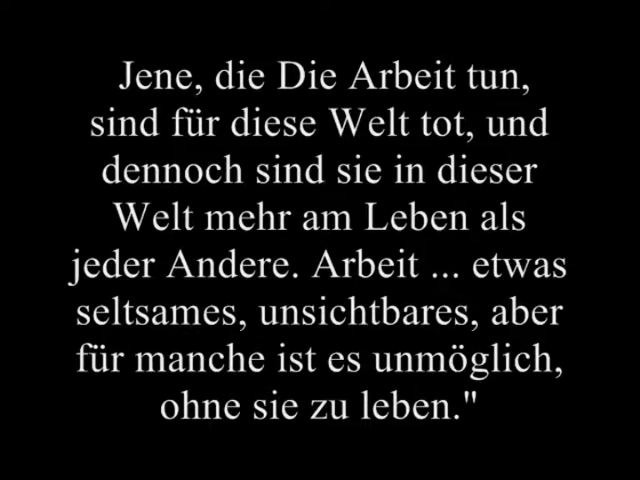 Jene, die Die Arbeit tun,
sind für diese Welt tot, und
dennoch sind sie in dieser
Welt mehr am Leben als
jeder Andere. Arbeit ... etwas
seltsames, unsichtbares, aber
für manche ist es unmöglich,
ohne sie zu leben."